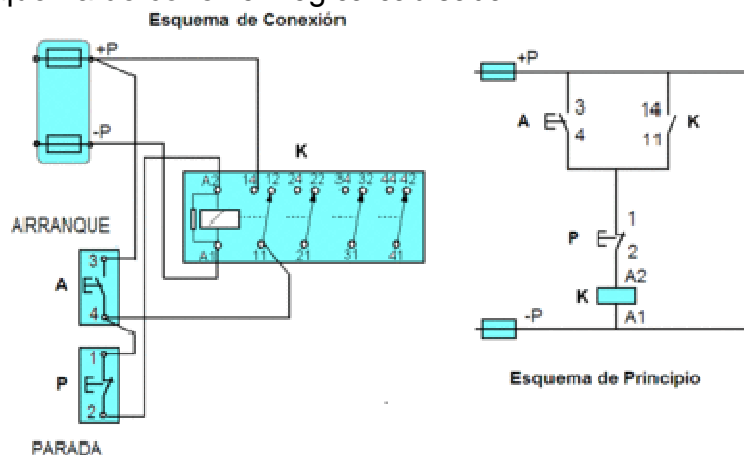 Esquema de Conexión
+P
-P
K
A2 14 12 24 22 34 32 44 42
A1 11 21 31 41
ARRANQUE
A
3
4
P
1
2
PARADA
+P
A
3
4
14
11
K
P
1
2
A2
K
A1
-P
Esquema de Principio